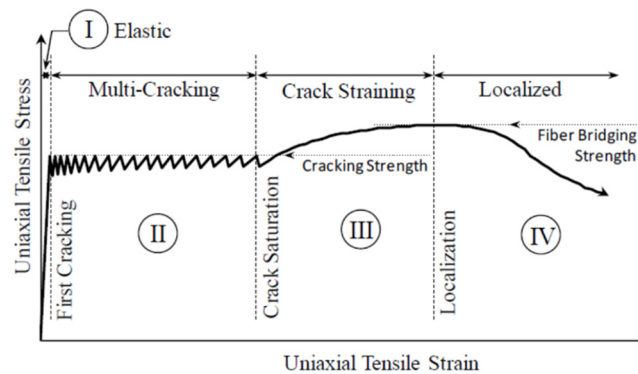 I Elastic
Multi-Cracking
Crack Straining
Localized
Fiber Bridging
Strength
Cracking Strength
II
III
IV
First Cracking
Crack Saturation
Localization
Uniaxial Tensile Stress
Uniaxial Tensile Strain